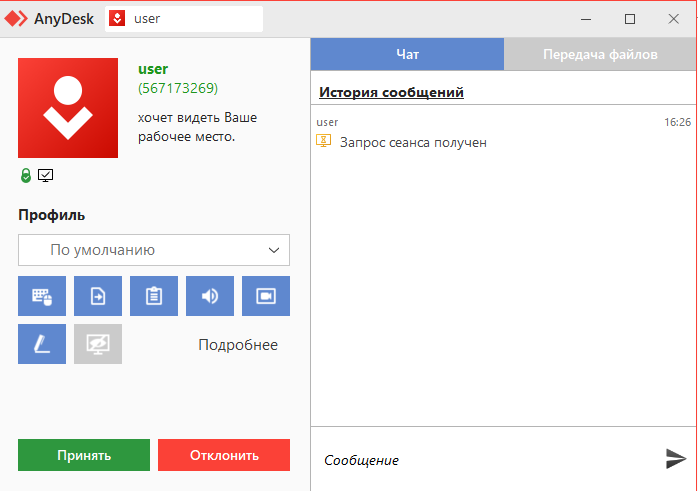 AnyDesk
user
user
(567173269)
хочет видеть Ваше
рабочее место.
Профиль
По умолчанию
Подробнее
Принять
Отклонить
Чат
Передача файлов
История сообщений
user
16:26
Запрос сеанса получен
Сообщение